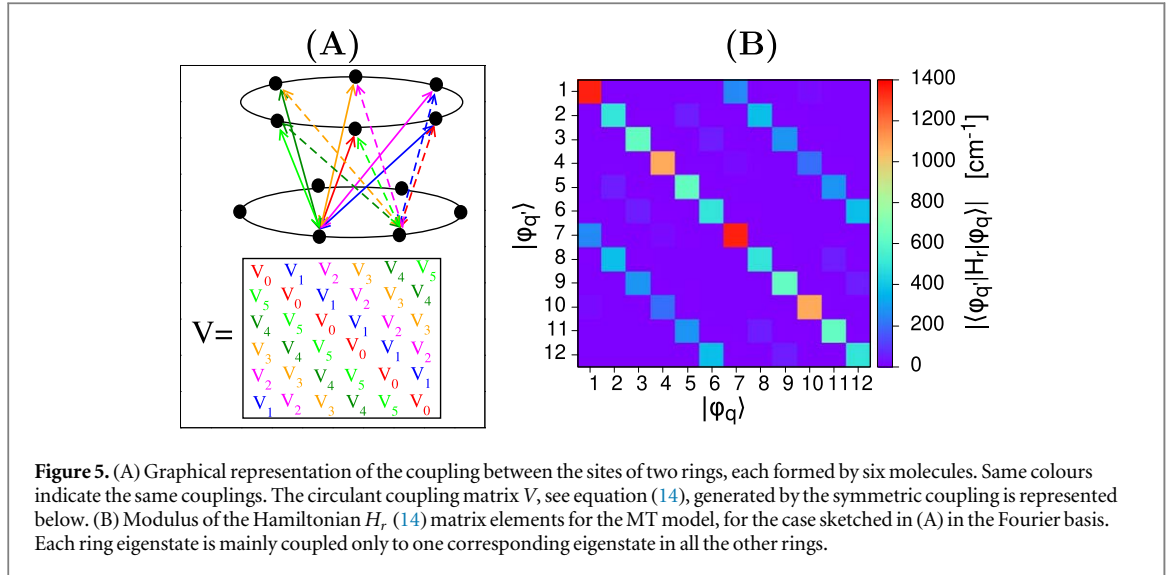 (A)
V=
V₀ V₁ V₂ V₃ V₄ V₅
V₅ V₀ V₁ V₂ V₃ V₄
V₄ V₅ V₀ V₁ V₂ V₃
V₃ V₄ V₅ V₀ V₁ V₂
V₂ V₃ V₄ V₅ V₀ V₁
V₁ V₂ V₃ V₄ V₅ V₀
(B)
|φq'⟩
1
2
3
4
5
6
7
8
9
10
11
12
1 2 3 4 5 6 7 8 9 10 11 12
|φq⟩
1400
1200
1000
800
600
400
200
0
|⟨φq'|Hr|φq⟩| [cm⁻¹]
Figure 5. (A) Graphical representation of the coupling between the sites of two rings, each formed by six molecules. Same colours
indicate the same couplings. The circulant coupling matrix V, see equation (14), generated by the symmetric coupling is represented
below. (B) Modulus of the Hamiltonian Hr (14) matrix elements for the MT model, for the case sketched in (A) in the Fourier basis.
Each ring eigenstate is mainly coupled only to one corresponding eigenstate in all the other rings.